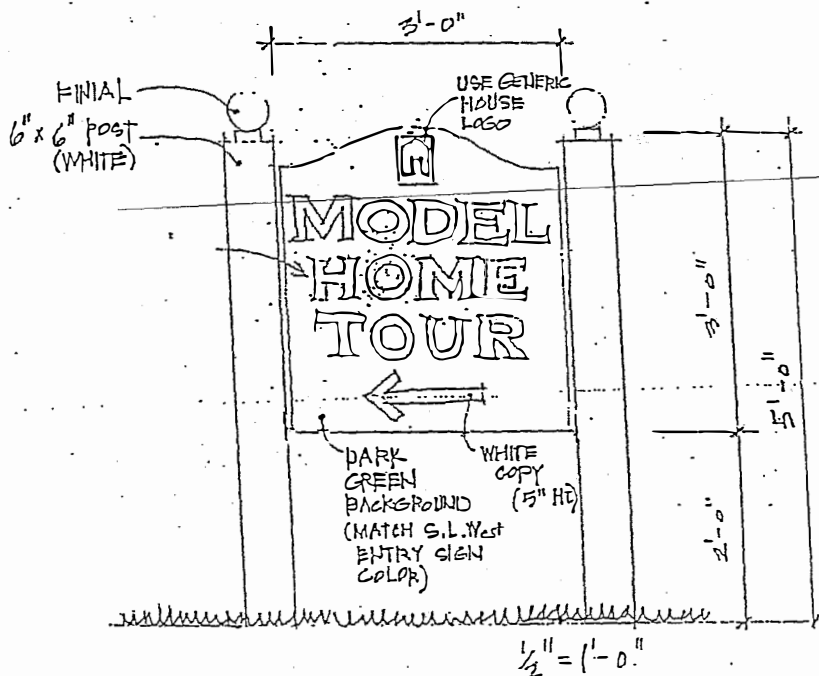 3'-0"
FINIAL
6" x 6" POST
(WHITE)
USE GENERIC
HOUSE
LOGO
MODEL
HOME
TOUR
3'-0"
5'-0"
2'-0"
DARK
GREEN
BACKGROUND
(MATCH S.L. West
ENTRY SIGN
COLOR)
WHITE
COPY
(5" HT)
1/2" = 1'-0"